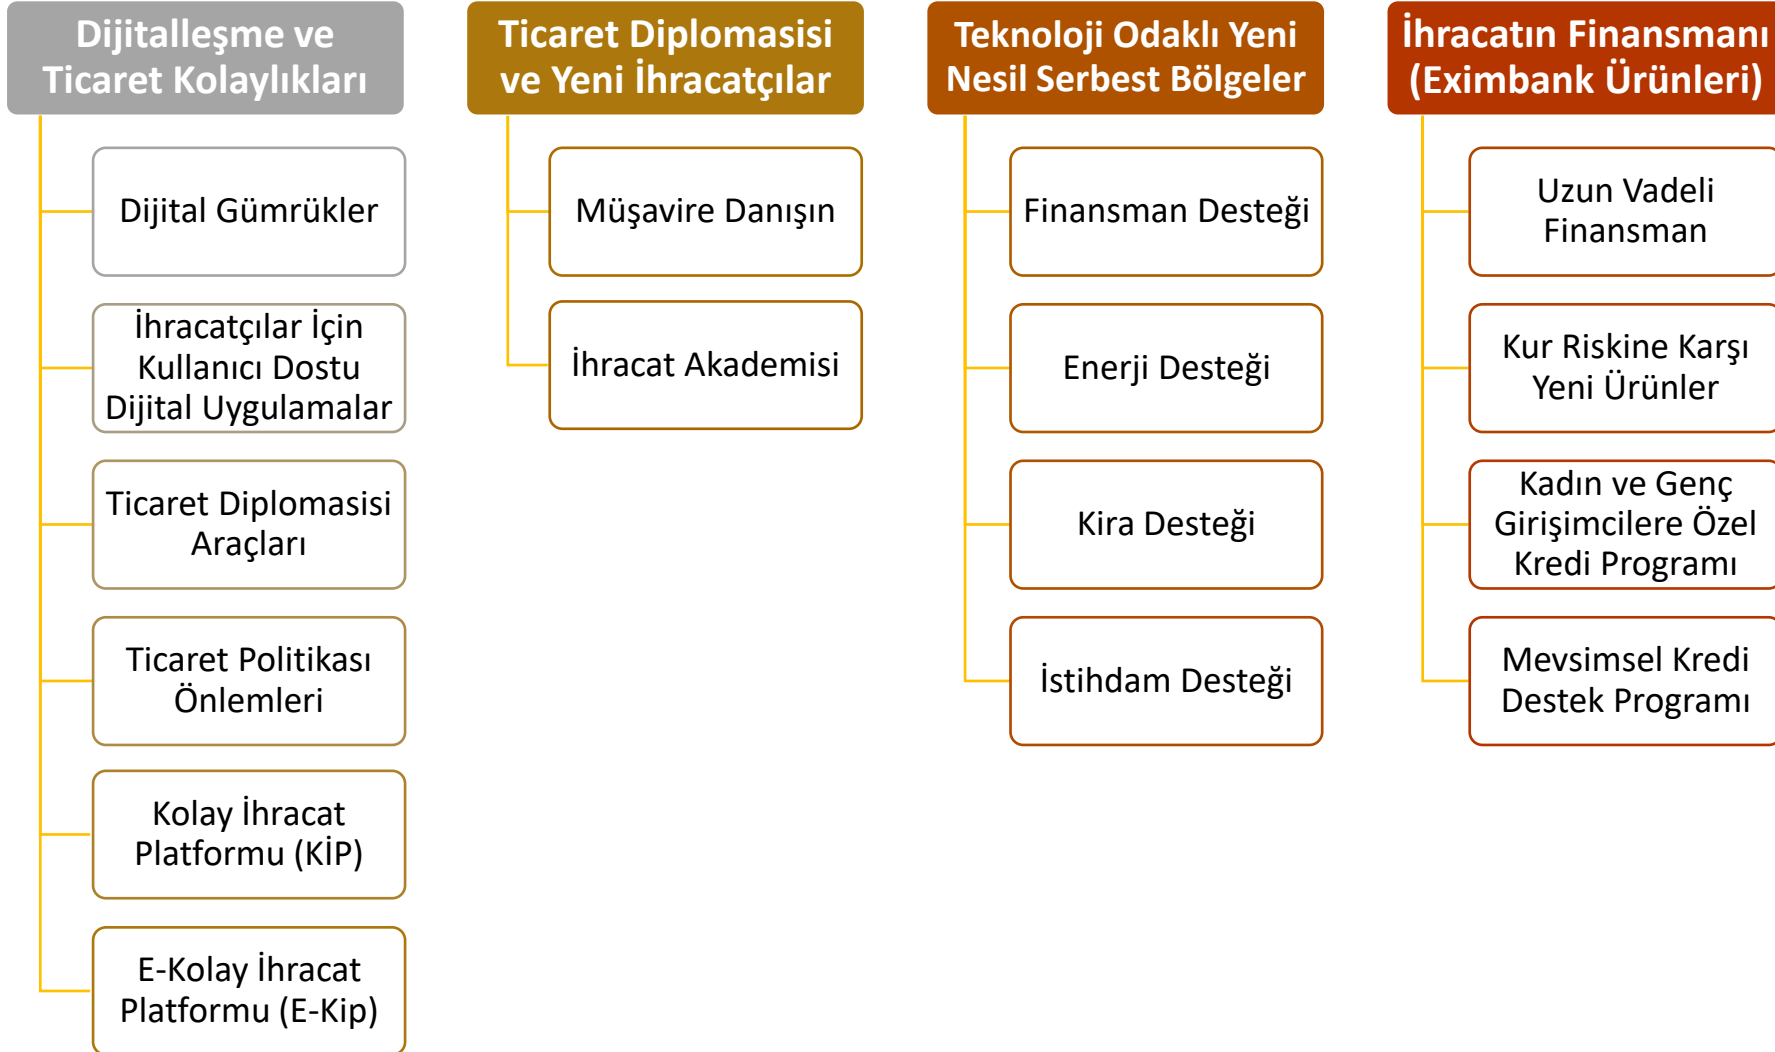 Dijitalleşme ve
Ticaret Kolaylıkları
Dijital Gümrükler
İhracatçılar İçin
Kullanıcı Dostu
Dijital Uygulamalar
Ticaret Diplomasisi
Araçları
Ticaret Politikası
Önlemleri
Kolay İhracat
Platformu (KİP)
E-Kolay İhracat
Platformu (E-Kip)
Ticaret Diplomasisi
ve Yeni İhracatçılar
Müşavire Danışın
İhracat Akademisi
Teknoloji Odaklı Yeni
Nesil Serbest Bölgeler
Finansman Desteği
Enerji Desteği
Kira Desteği
İstihdam Desteği
İhracatın Finansmanı
(Eximbank Ürünleri)
Uzun Vadeli
Finansman
Kur Riskine Karşı
Yeni Ürünler
Kadın ve Genç
Girişimcilere Özel
Kredi Programı
Mevsimsel Kredi
Destek Programı